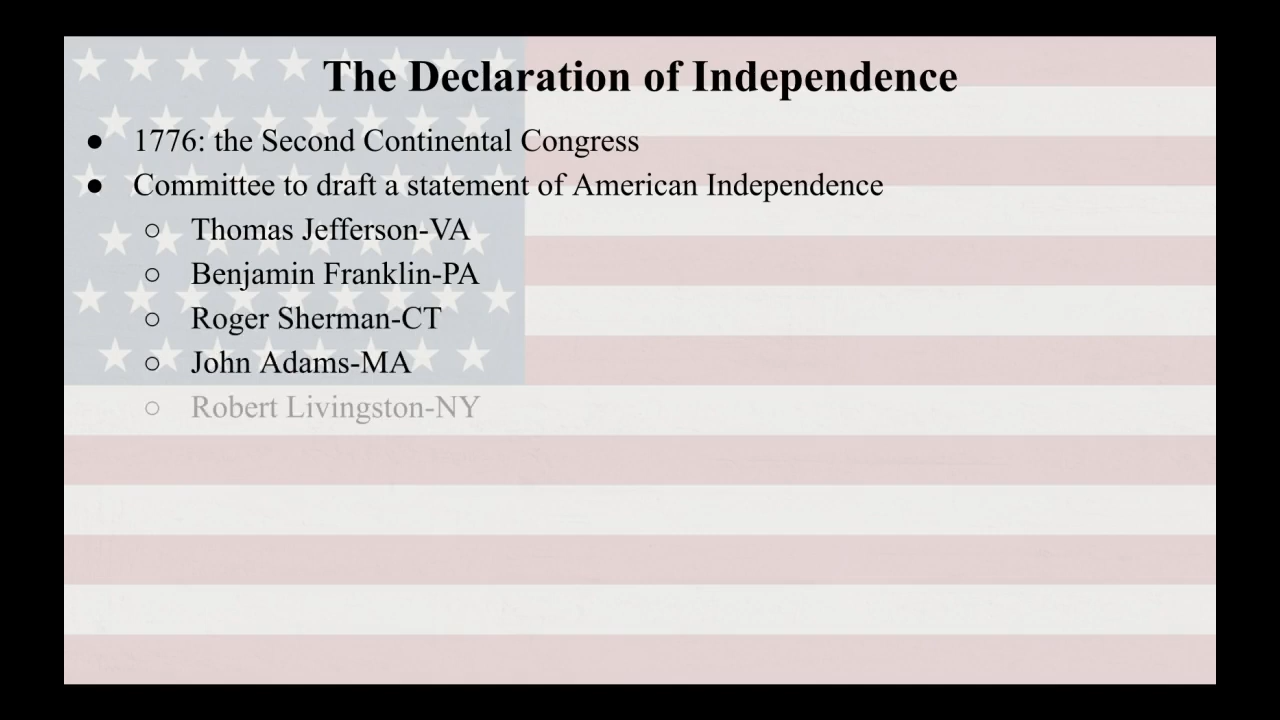 The Declaration of Independence
● 1776: the Second Continental Congress
● Committee to draft a statement of American Independence
○ Thomas Jefferson-VA
○ Benjamin Franklin-PA
○ Roger Sherman-CT
○ John Adams-MA
○ Robert Livingston-NY